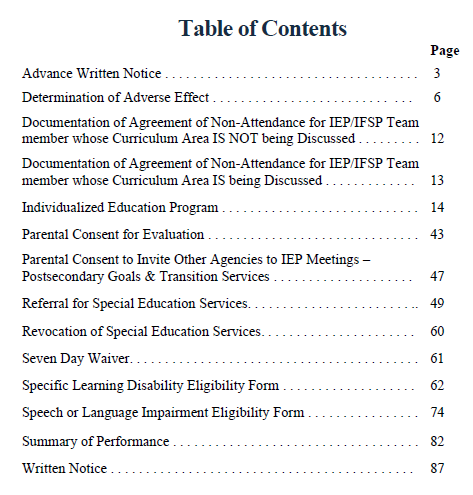 Table of Contents
Page
Advance Written Notice . . . . . . . . . . . . . . . . . . . . . . . . . . . . . . . . . . . 3
Determination of Adverse Effect . . . . . . . . . . . . . . . . . . . . . . . . . . . . 6
Documentation of Agreement of Non-Attendance for IEP/IFSP Team
member whose Curriculum Area IS NOT being Discussed . . . . . . . . . 12
Documentation of Agreement of Non-Attendance for IEP/IFSP Team
member whose Curriculum Area IS being Discussed . . . . . . . . . . . . . 13
Individualized Education Program . . . . . . . . . . . . . . . . . . . . . . . . . . . 14
Parental Consent for Evaluation . . . . . . . . . . . . . . . . . . . . . . . . . . . . . 43
Parental Consent to Invite Other Agencies to IEP Meetings –
Postsecondary Goals & Transition Services . . . . . . . . . . . . . . . . . . . . 47
Referral for Special Education Services. . . . . . . . . . . . . . . . . . . . . . . .. 49
Revocation of Special Education Services. . . . . . . . . . . . . . . . . . . . . . 60
Seven Day Waiver. . . . . . . . . . . . . . . . . . . . . . . . . . . . . . . . . . . . . . . . 61
Specific Learning Disability Eligibility Form . . . . . . . . . . . . . . . . . . . 62
Speech or Language Impairment Eligibility Form . . . . . . . . . . . . . . . . 74
Summary of Performance . . . . . . . . . . . . . . . . . . . . . . . . . . . . . . . . . . 82
Written Notice . . . . . . . . . . . . . . . . . . . . . . . . . . . . . . . . . . . . . . . . . . 87